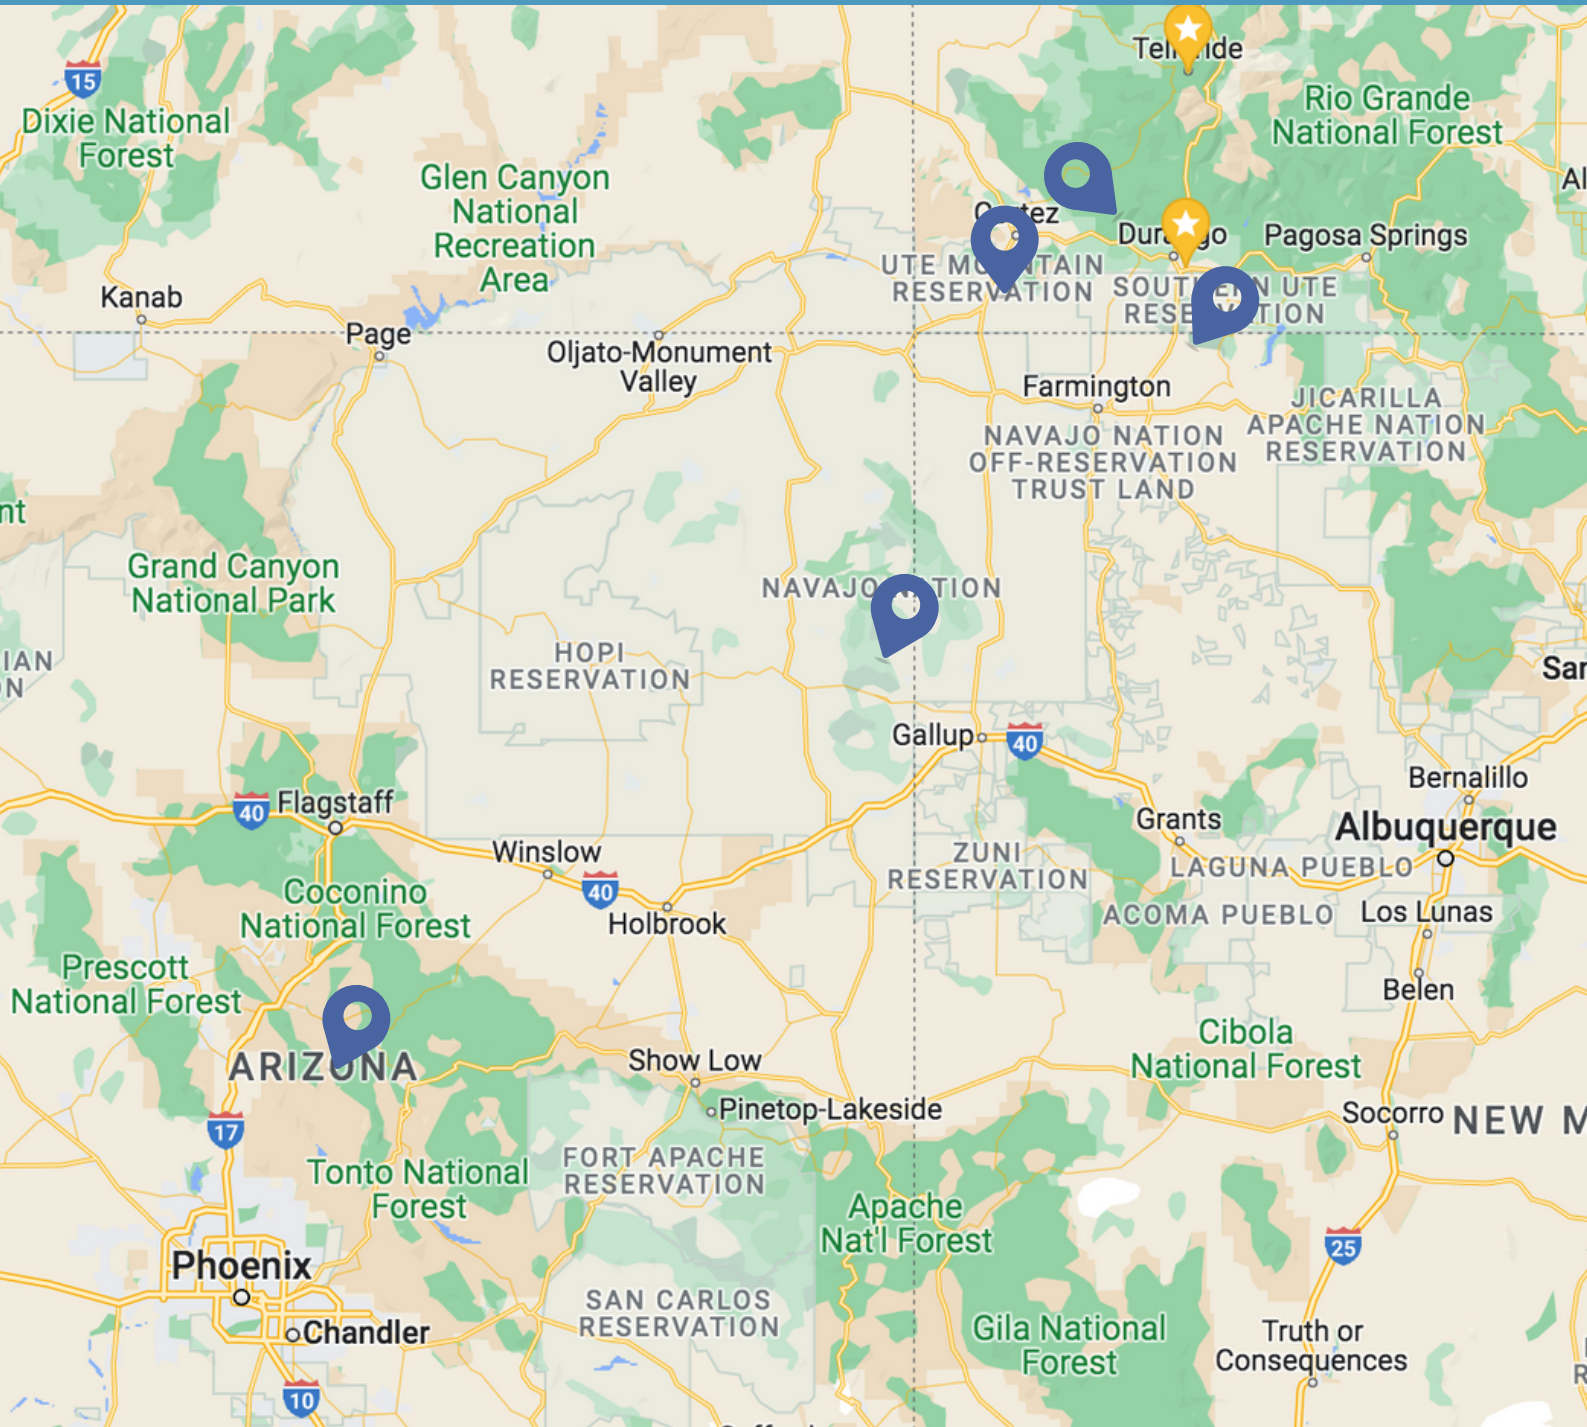 15
Dixie National
Forest
Rio Grande
National Forest
Glen Canyon
National
Recreation
Area
Pagosa Springs
UTE
RESERVATION
SOUTHERN UTE
Kanab
Page
Oljato-Monument
Valley
Farmington
JICARILLA
APACHE NATION
RESERVATION
NAVAJO NATION
OFF-RESERVATION
TRUST LAND
Grand Canyon
National Park
NAVAJO
HOPI
RESERVATION
Gallup
40
Bernalillo
40
Flagstaff
Grants
Albuquerque
Winslow
ZUNI
RESERVATION
LAGUNA PUEBLO
40
Coconino
National Forest
Holbrook
ACOMA PUEBLO
Los Lunas
Prescott
National Forest
Belen
Cibola
National Forest
ARIZONA
Show Low
Pinetop-Lakeside
Socorro
NEW M
17
FORT APACHE
RESERVATION
Tonto National
Forest
Apache
Nat'l Forest
25
Phoenix
SAN CARLOS
RESERVATION
Chandler
Gila National
Forest
Truth or
Consequences
10